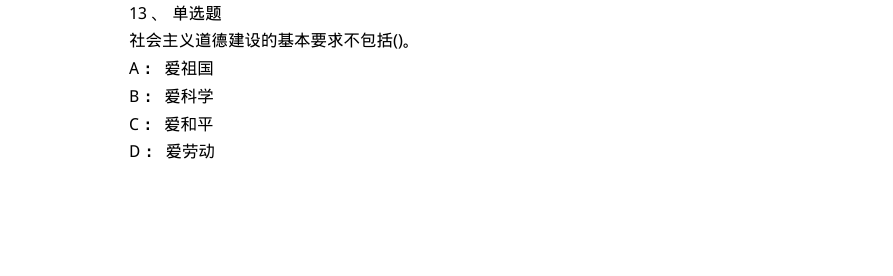 13 、 单选题
社会主义道德建设的基本要求不包括()。
A ： 爱祖国
B ： 爱科学
C ： 爱和平
D ： 爱劳动